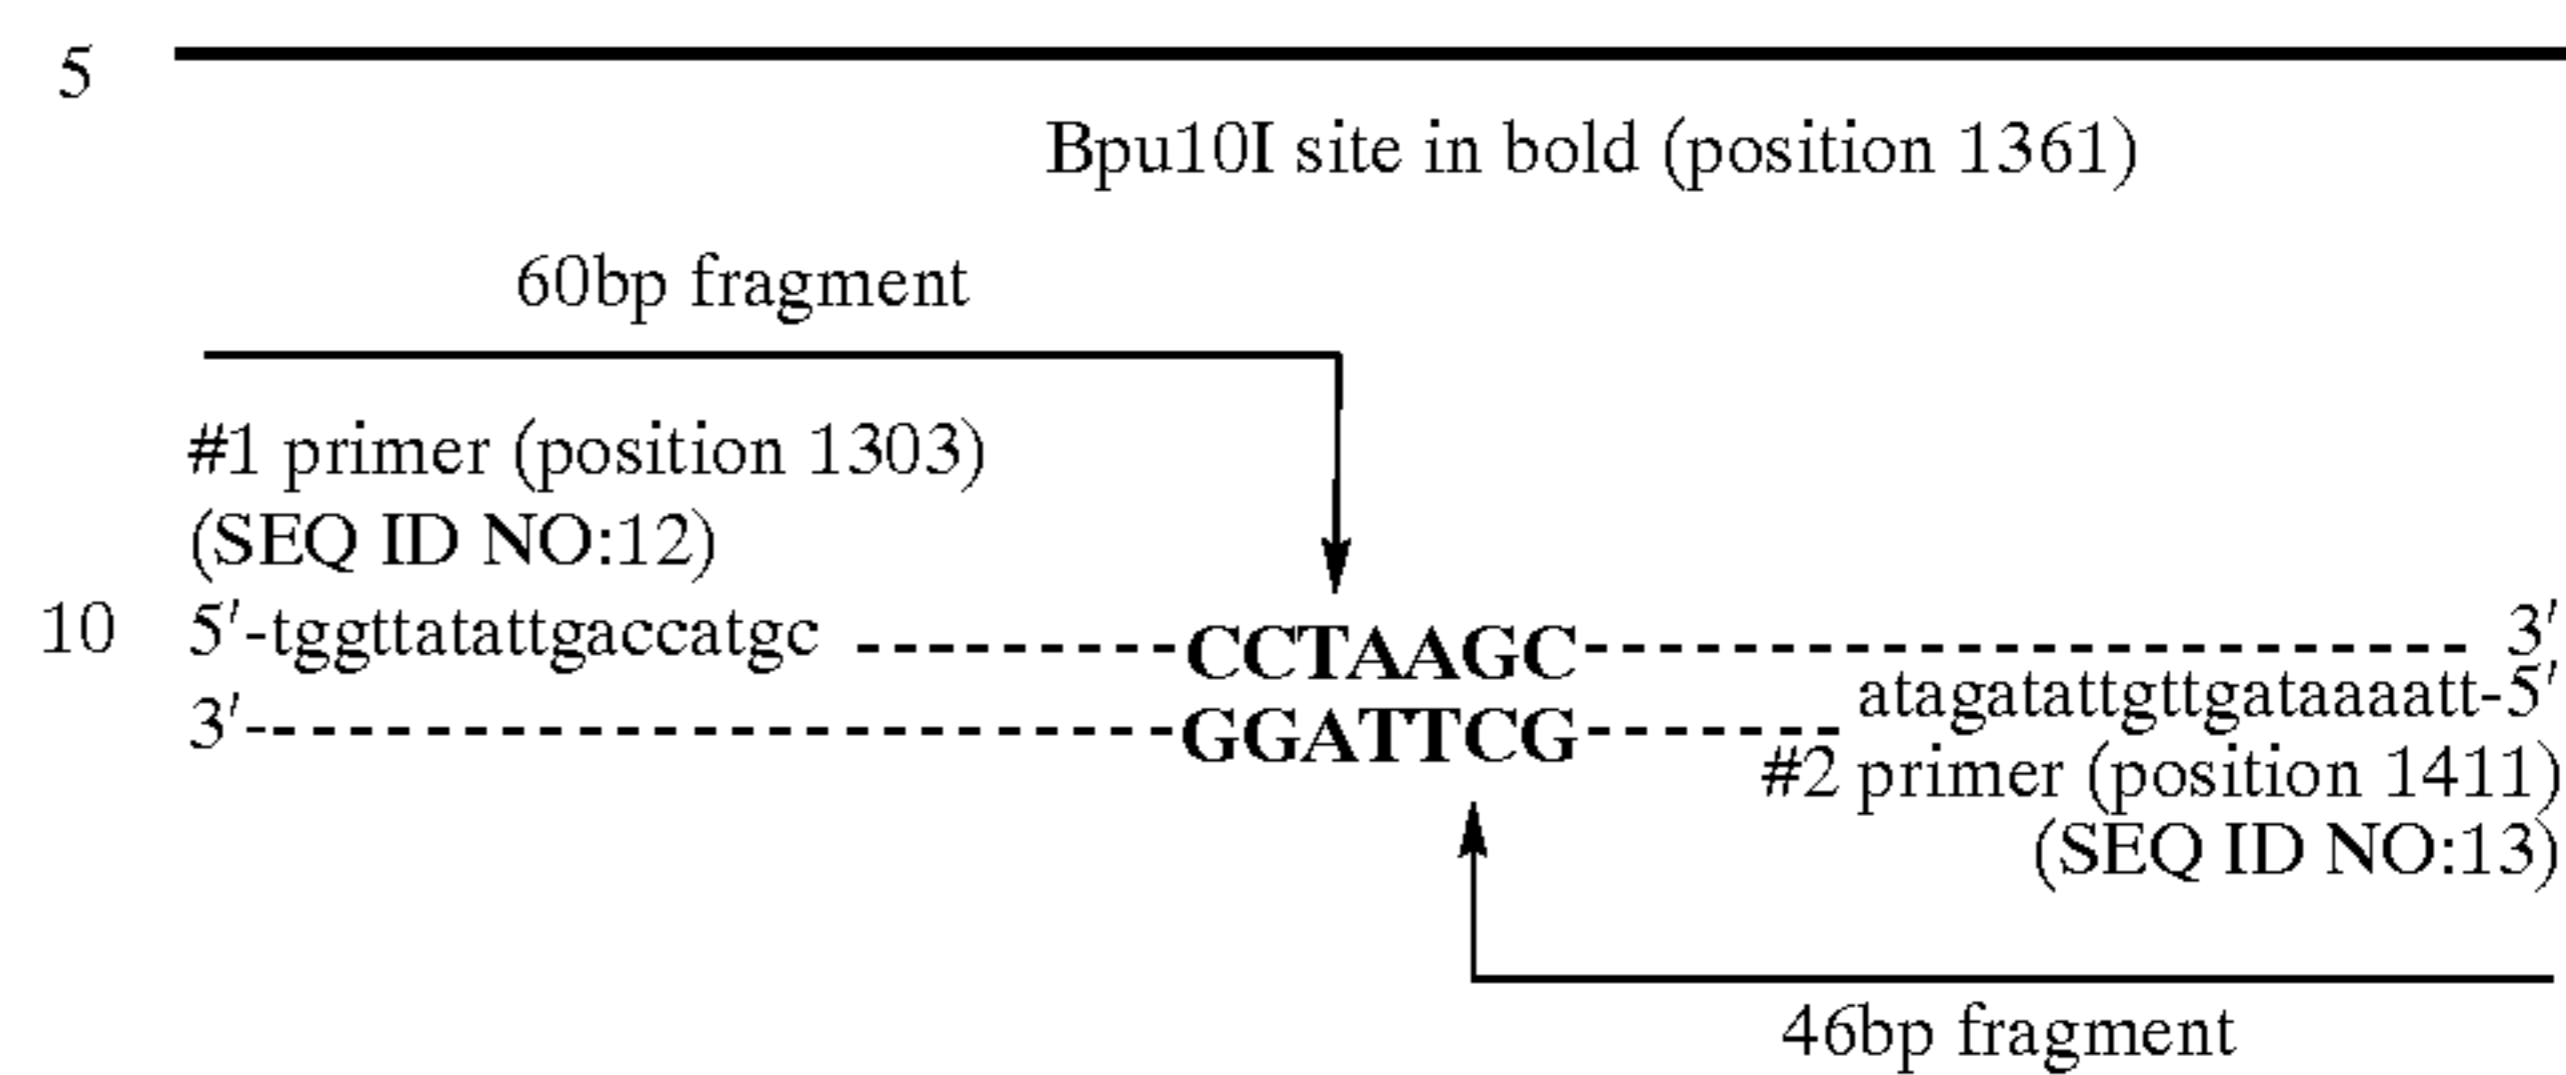 5
Bpu10I site in bold (position 1361)
60bp fragment
#1 primer (position 1303)
(SEQ ID NO:12)
10 5'-tggttatattgaccatgc ---------- CCTAAGC -------------------------- 3'
atagatattgttgataaaatt-5'
3'-------------------------- GGATTCG --------
#2 primer (position 1411)
(SEQ ID NO:13)
46bp fragment